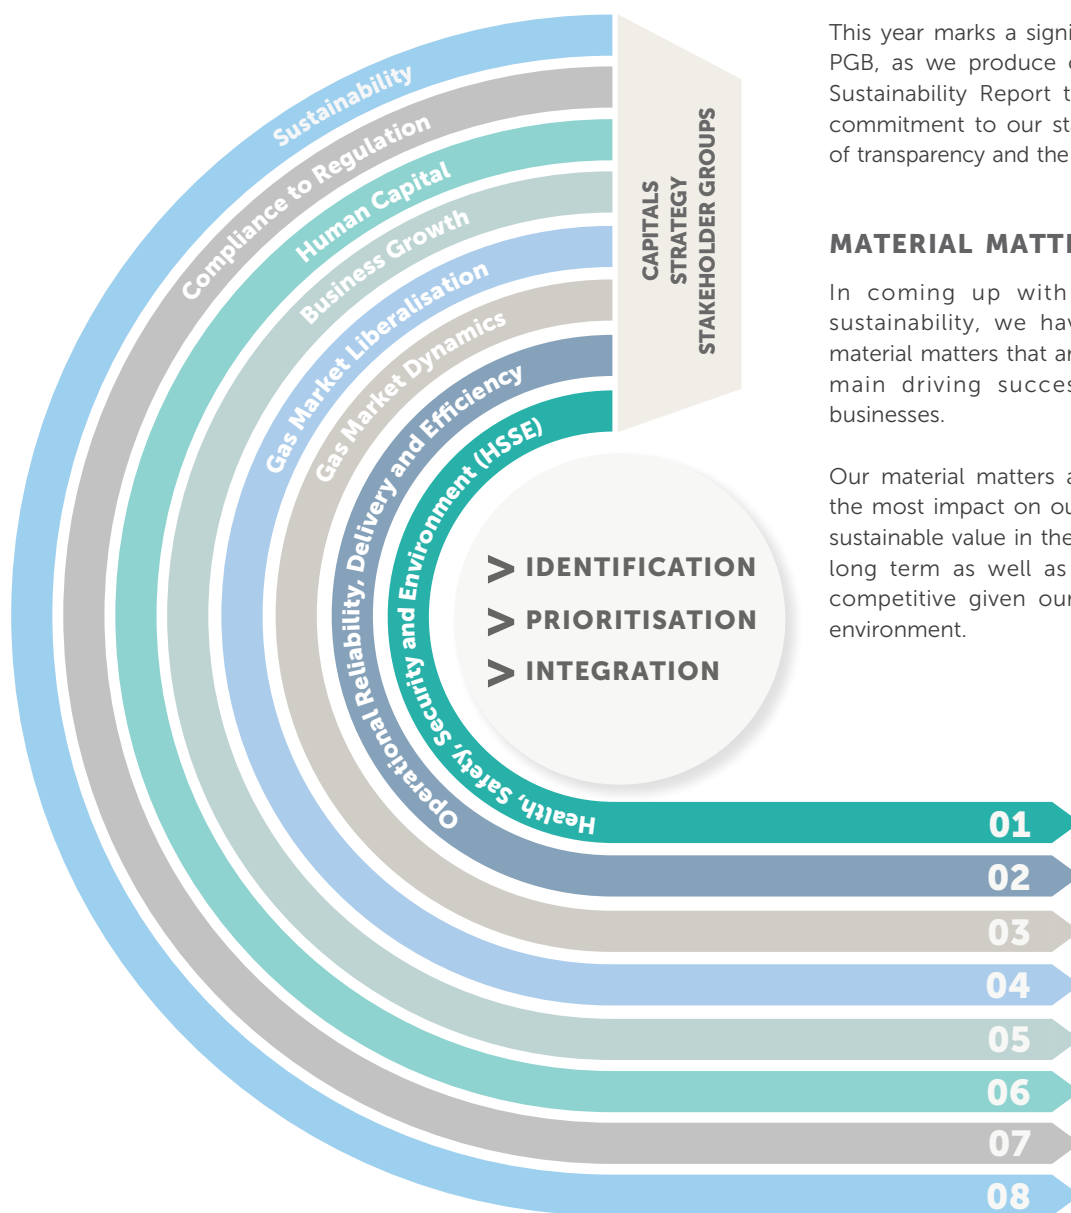 Sustainability
Compliance to Regulation
Human Capital
Business Growth
Gas Market Liberalisation
Gas Market Dynamics
Operational Reliability, Delivery and Efficiency
Health, Safety, Security and Environment (HSSE)
CAPITALS
STRATEGY
STAKEHOLDER GROUPS
> IDENTIFICATION
> PRIORITISATION
> INTEGRATION
01
02
03
04
05
06
07
08
This year marks a signi
PGB, as we produce
Sustainability Report t
commitment to our st
of transparency and the
MATERIAL MATT
In coming up with
sustainability, we hav
material matters that ar
main driving succes
businesses.
Our material matters a
the most impact on ou
sustainable value in the
long term as well as
competitive given our
environment.